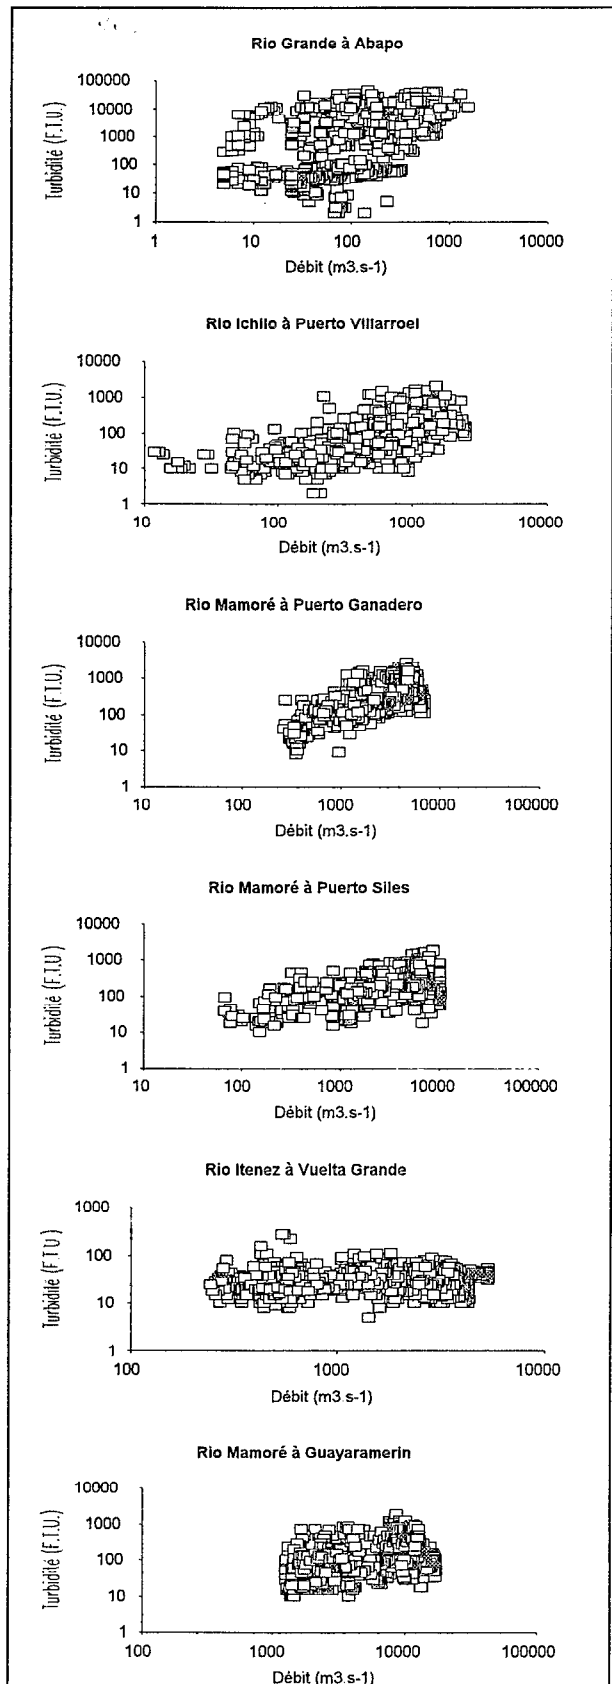 Rio Grande à Abapo
100000
10000
1000
100
10
1
Turbidité (F.T.U.)
1 10 100 1000 10000
Débit (m3.s-1)
Rio Ichilo à Puerto Villarroel
10000
1000
100
10
1
Turbidité (F.T.U.)
10 100 1000 10000
Débit (m3.s-1)
Rio Mamoré à Puerto Ganadero
10000
1000
100
10
1
Turbidité (F.T.U.)
10 100 1000 10000 100000
Débit (m3.s-1)
Rio Mamoré à Puerto Siles
10000
1000
100
10
1
Turbidité (F.T.U)
10 100 1000 10000 100000
Débit (m3.s-1)
Rio Itenez à Vuelta Grande
1000
100
10
1
Turbidité (F.T.U)
100 1000 10000
Débit (m3.s-1)
Rio Mamoré à Guayaramerin
10000
1000
100
10
1
Turbidité (F.T.U.)
100 1000 10000 100000
Débit (m3.s-1)